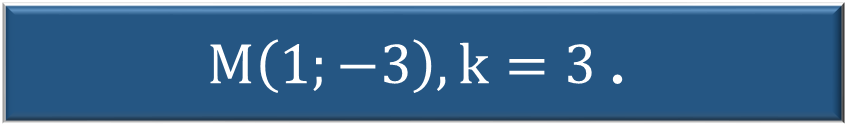 M(1; −3), k = 3 .